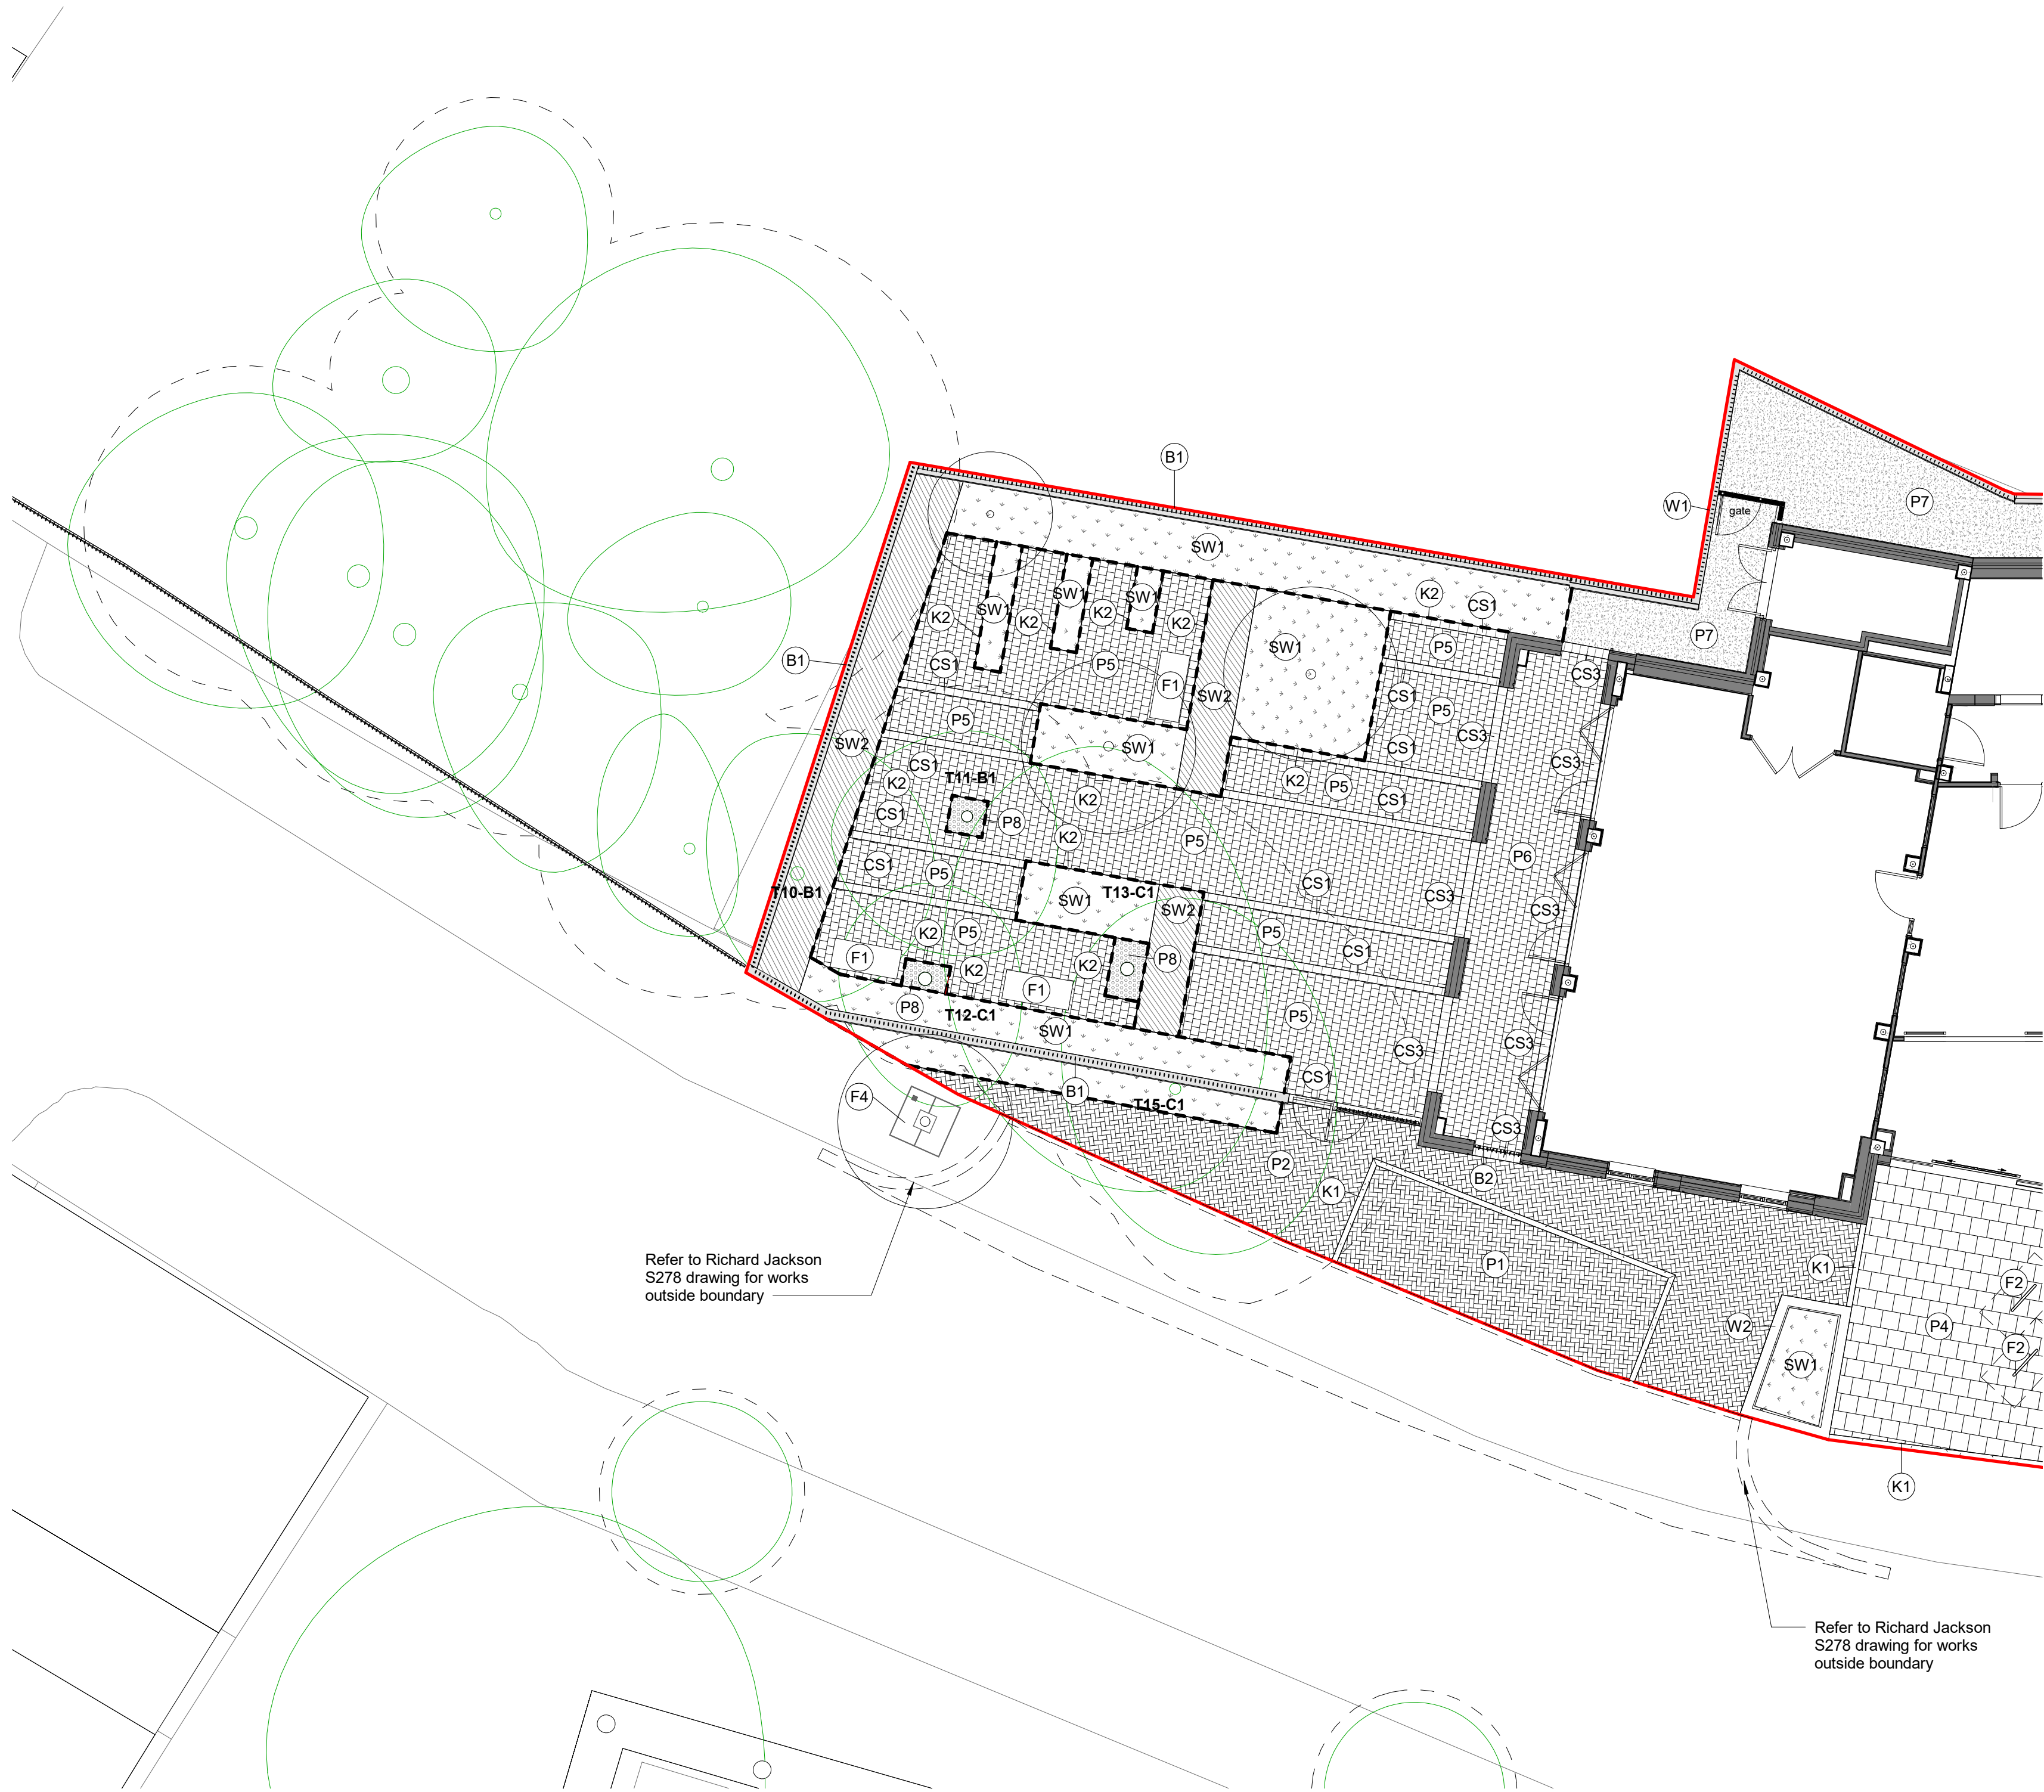 B1
W1
gate
P7
SW1
K2
CS1
SW1
SW1
SW1
K2
K2
K2
K2
SW1
P5
P7
B1
CS1
P5
F1
SW2
CS1
P5
CS3
CS3
P5
SW2
SW1
CS1
CS3
CS1
T11-B1
K2
K2
P5
CS1
K2
CS1
P8
K2
P5
P6
CS1
P5
CS1
CS3
T10-B1
SW1
T13-C1
SW2
CS3
K2
P5
P5
CS1
F1
K2
K2
P8
F1
P8
T12-C1
SW1
P5
CS3
CS3
CS1
F4
B1
T15-C1
CS3
P2
K1
B2
Refer to Richard Jackson
S278 drawing for works
outside boundary
P1
K1
F2
W2
P4
F2
SW1
K1
Refer to Richard Jackson
S278 drawing for works
outside boundary